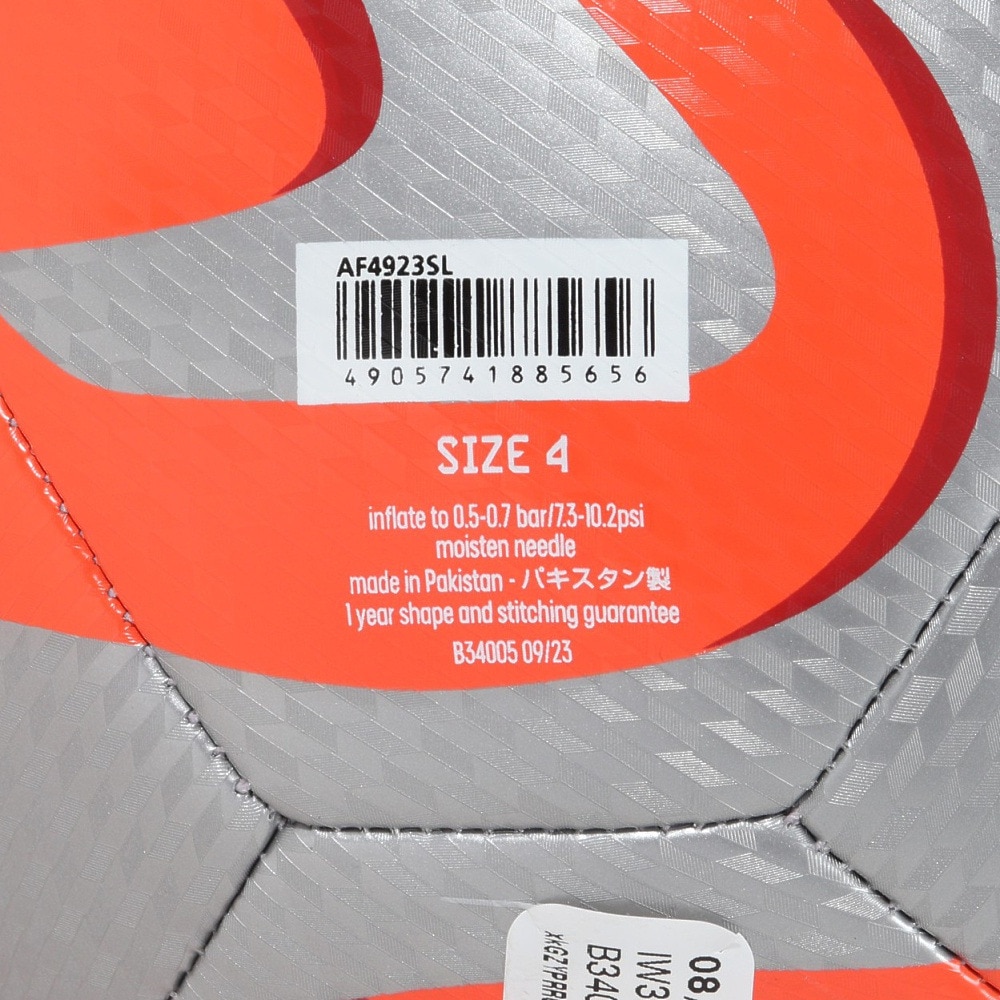 AF4923SL
4905741885656
SIZE 4
inflate to 0.5-0.7 bar/7.3-10.2psi
moisten needle
made in Pakistan - パキスタン製
1 year shape and stitching guarantee
B34005 09/23